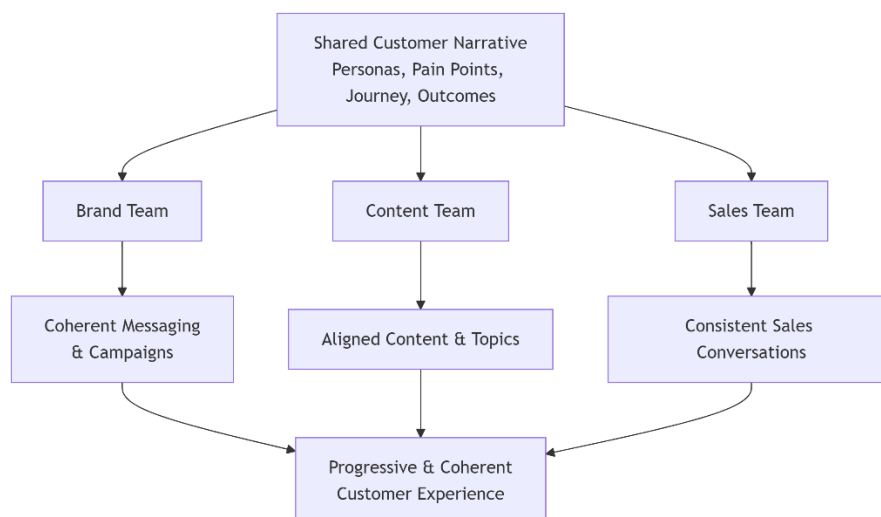 Shared Customer Narrative
Personas, Pain Points,
Journey, Outcomes
Brand Team
Content Team
Sales Team
Coherent Messaging
& Campaigns
Aligned Content & Topics
Consistent Sales
Conversations
Progressive & Coherent
Customer Experience